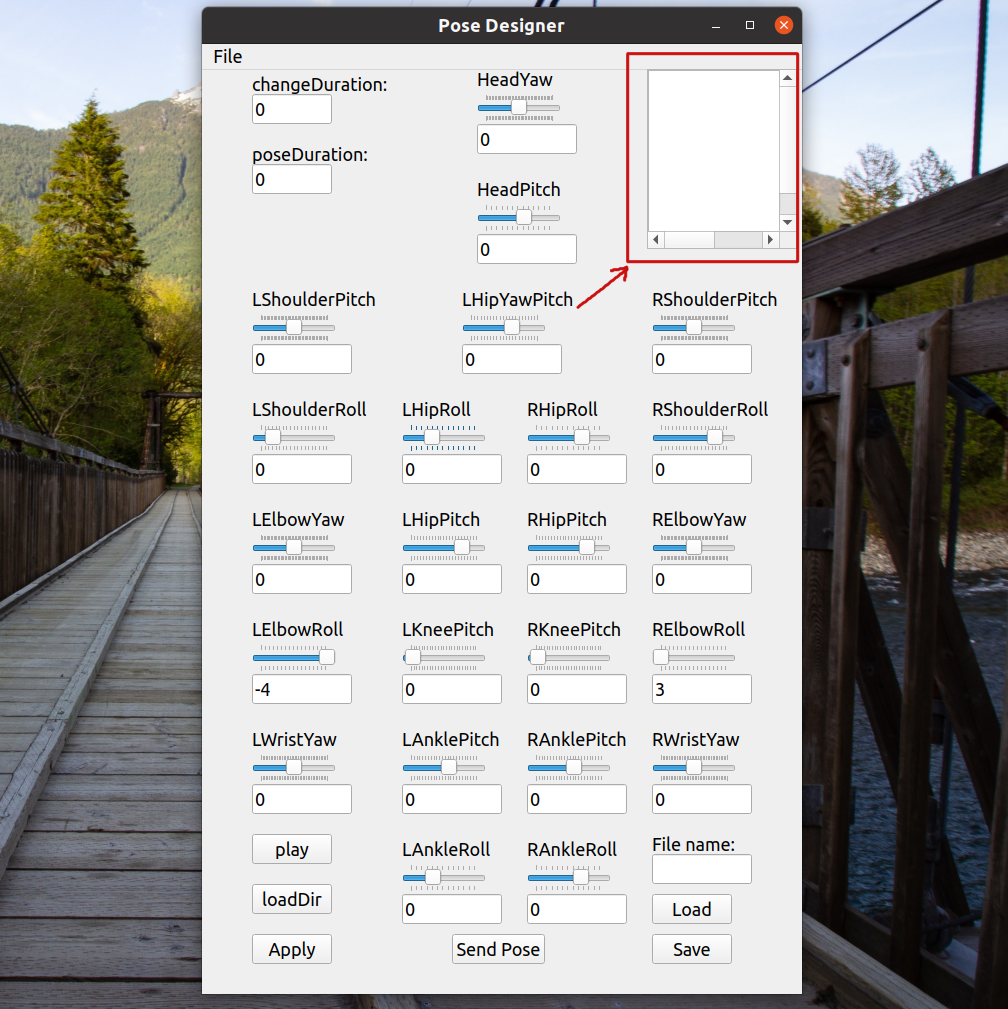 Pose Designer
File
changeDuration:
0
poseDuration:
0
HeadYaw
0
HeadPitch
0
LShoulderPitch
0
LHipYawPitch
0
RShoulderPitch
0
LShoulderRoll
0
LHipRoll
0
RHipRoll
0
RShoulderRoll
0
LElbowYaw
0
LHipPitch
0
RHipPitch
0
RElbowYaw
0
LElbowRoll
-4
LKneePitch
0
RKneePitch
0
RElbowRoll
3
LWristYaw
0
LAnklePitch
0
RAnklePitch
0
RWristYaw
0
play
loadDir
Apply
LAnkleRoll
0
RAnkleRoll
0
Send Pose
File name:
Load
Save